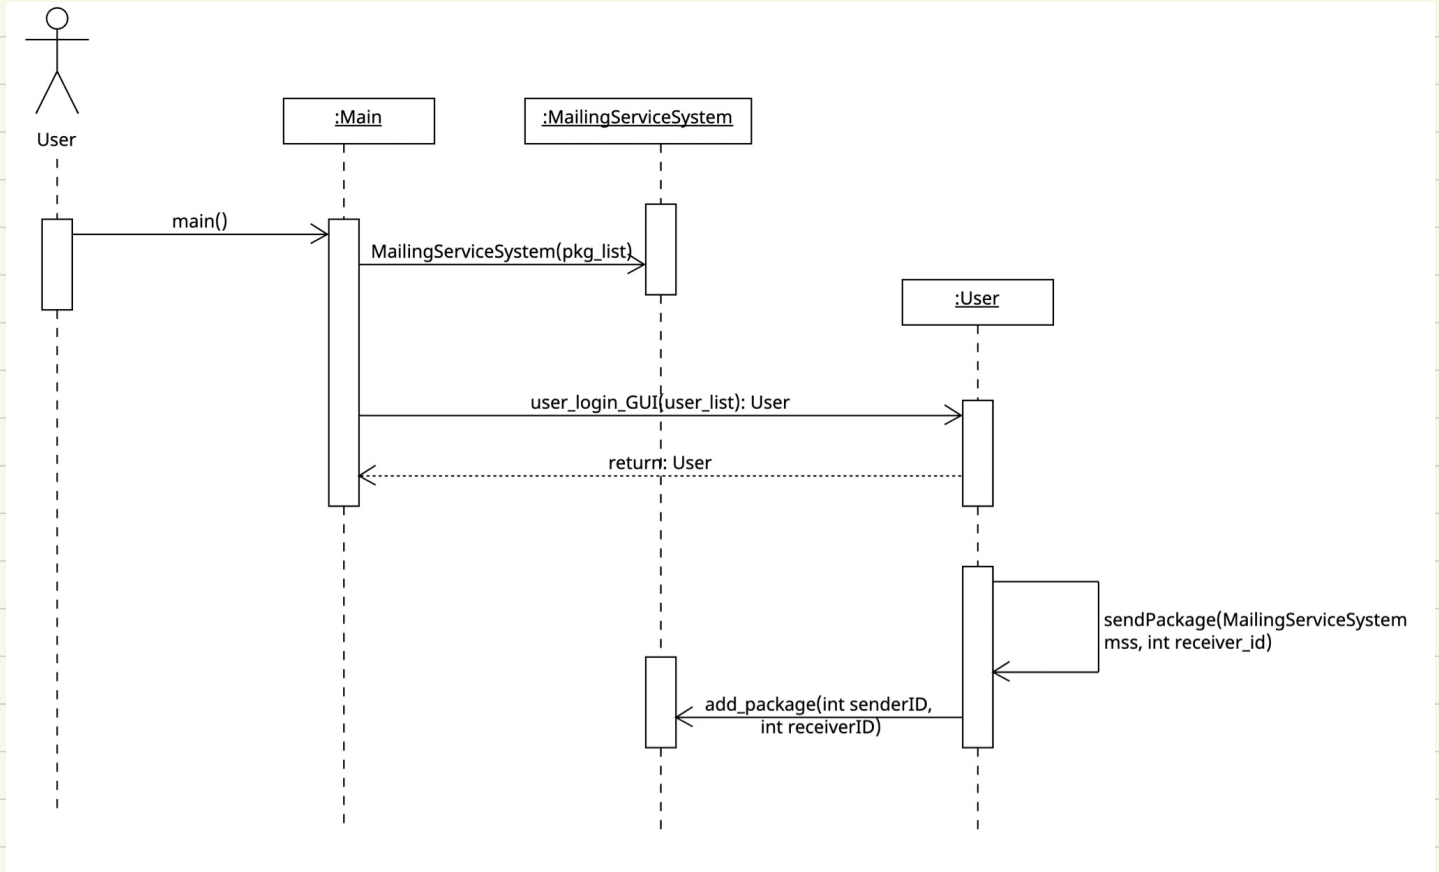 User
:Main
:MailingServiceSystem
main()
MailingServiceSystem(pkg_list)
:User
user_login_GUI(user_list): User
return: User
sendPackage(MailingServiceSystem
mss, int receiver_id)
add_package(int senderID,
int receiverID)